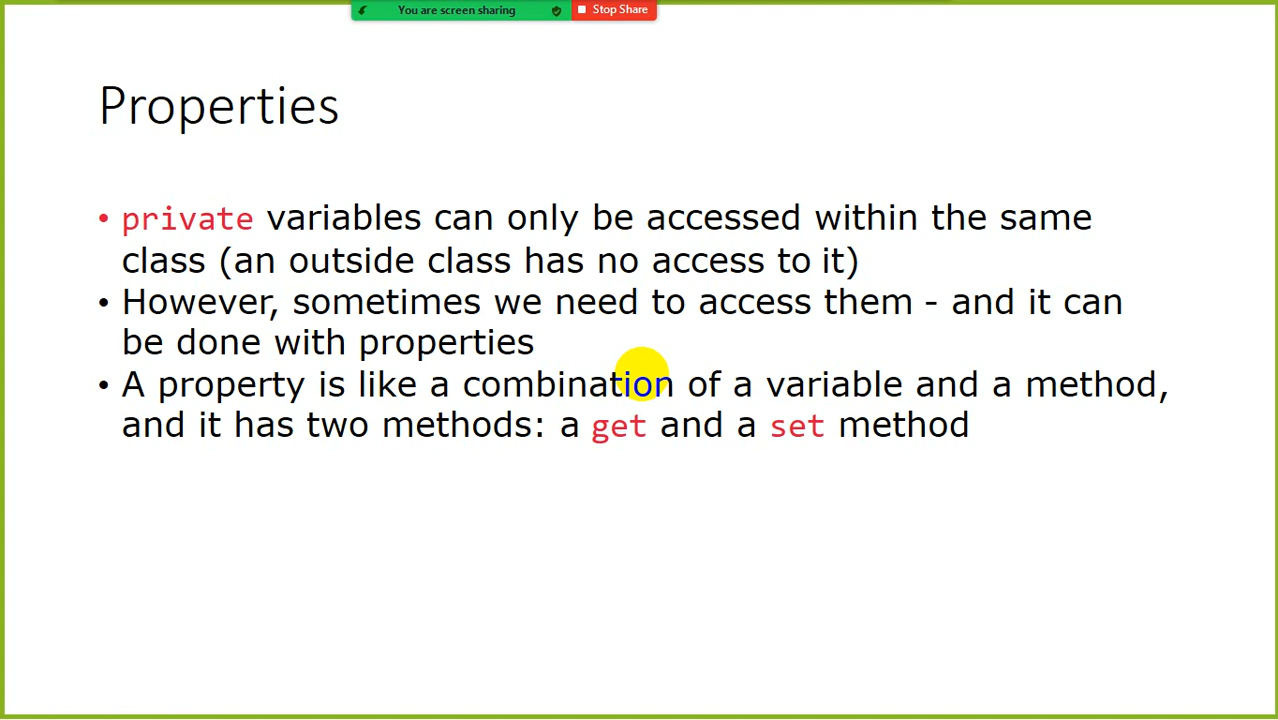 You are screen sharing
Stop Share
Properties
• private variables can only be accessed within the same
class (an outside class has no access to it)
• However, sometimes we need to access them - and it can
be done with properties
• A property is like a combination of a variable and a method,
and it has two methods: a get and a set method